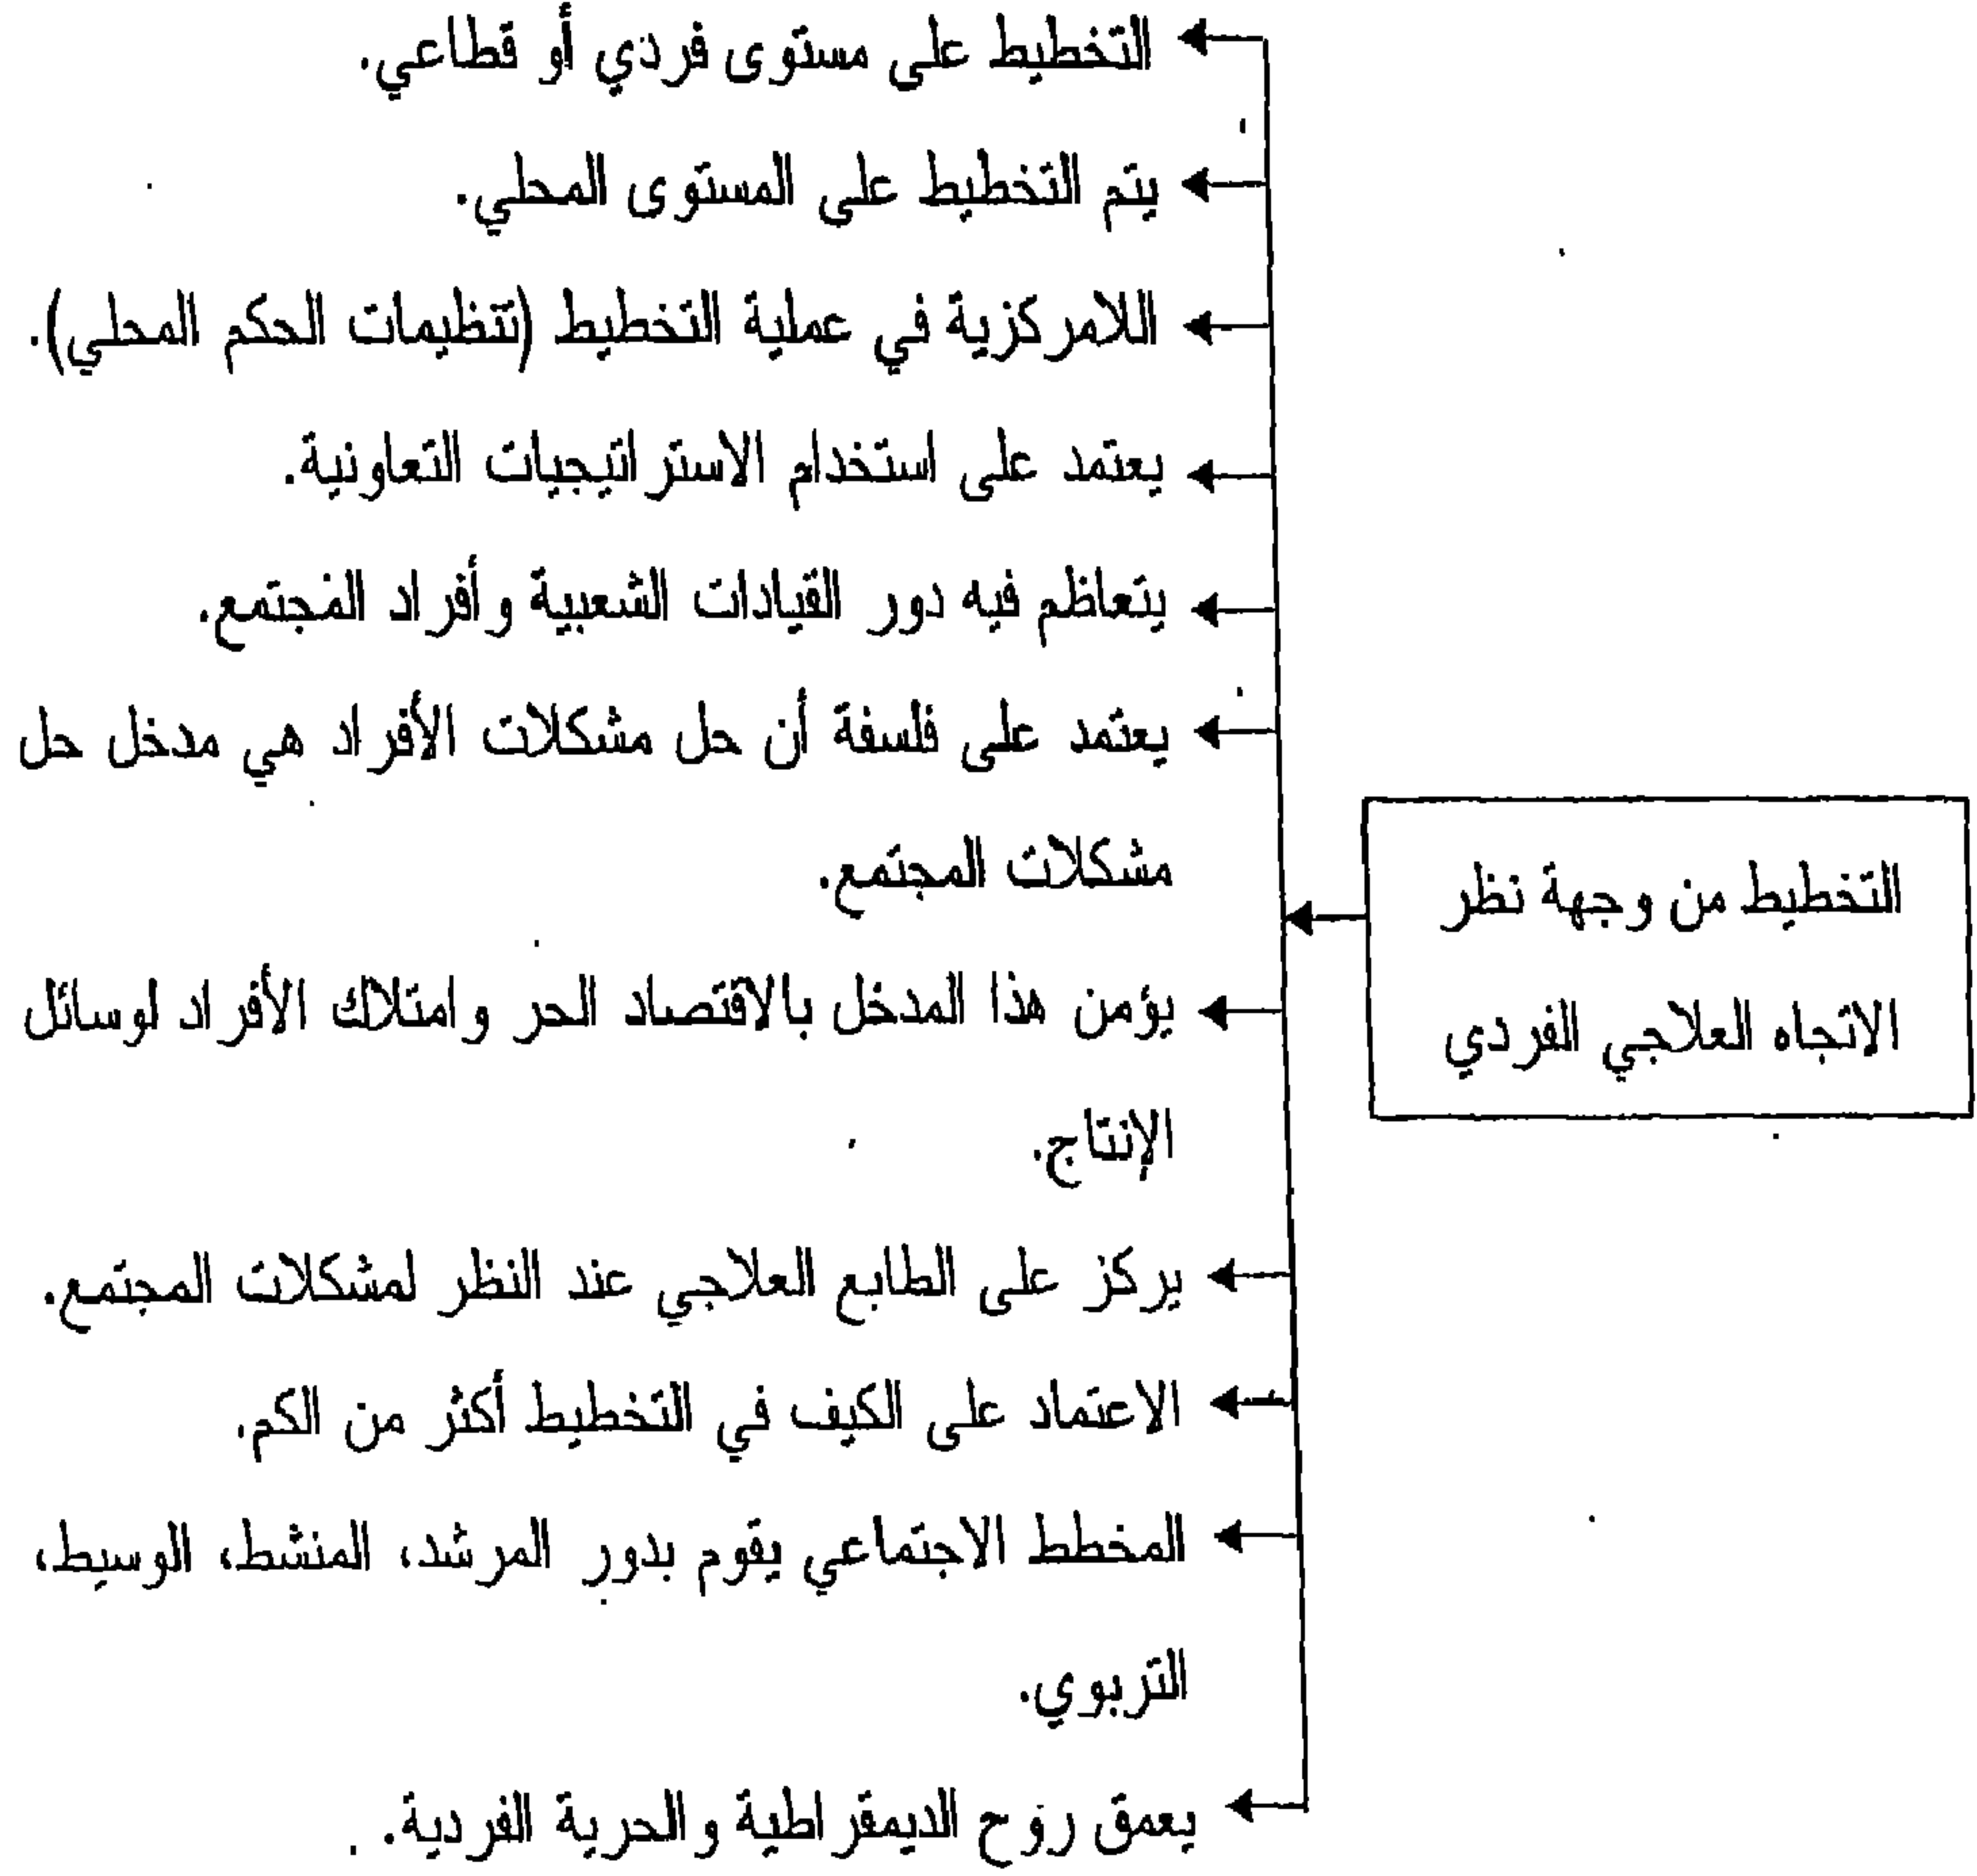 التخطيط على مستوى فردي أو قطاعي.
يتم التخطيط على المستوى المحلي.
اللامركزية في عملية التخطيط (تنظيمات الحكم المحلي).
يعتمد على استخدام الاستراتيجيات التعاونية.
يتعاظم فيه دور القيادات الشعبية وأفراد المجتمع.
يعتمد على فلسفة أن حل مشكلات الأفراد هي مدخل حل
مشكلات المجتمع.
التخطيط من وجهة نظر
الاتجاه العلاجي الفردي
يؤمن هذا المدخل بالاقتصاد الحر وامتلاك الأفراد لوسائل
الإنتاج.
يركز على الطابع العلاجي عند النظر لمشكلات المجتمع.
الاعتماد على الكيف في التخطيط أكثر من الكم.
المخطط الاجتماعي يقوم بدور المرشد، المنشط، الوسيط،
التربوي.
يعمق روح الديمقراطية والحرية الفردية.